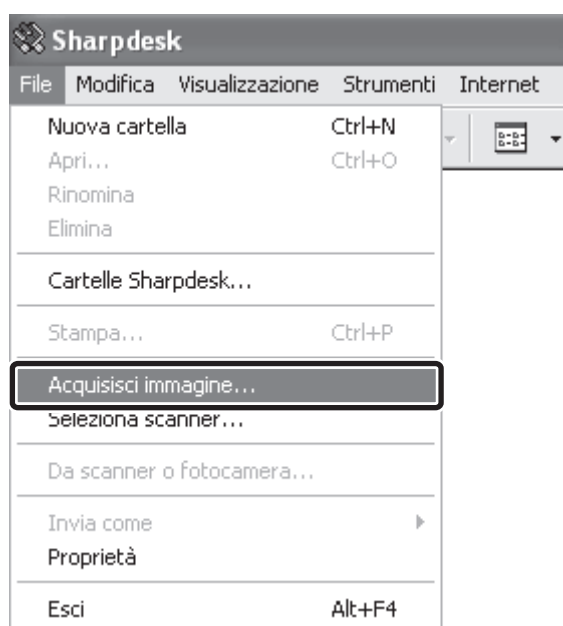 Sharpdesk
File Modifica Visualizzazione Strumenti Internet
Nuova cartella Ctrl+N
Apri... Ctrl+O
Rinomina
Elimina
Cartelle Sharpdesk...
Stampa... Ctrl+P
Acquisisci immagine...
Seleziona scanner...
Da scanner o fotocamera...
Invia come
Proprietà
Esci Alt+F4